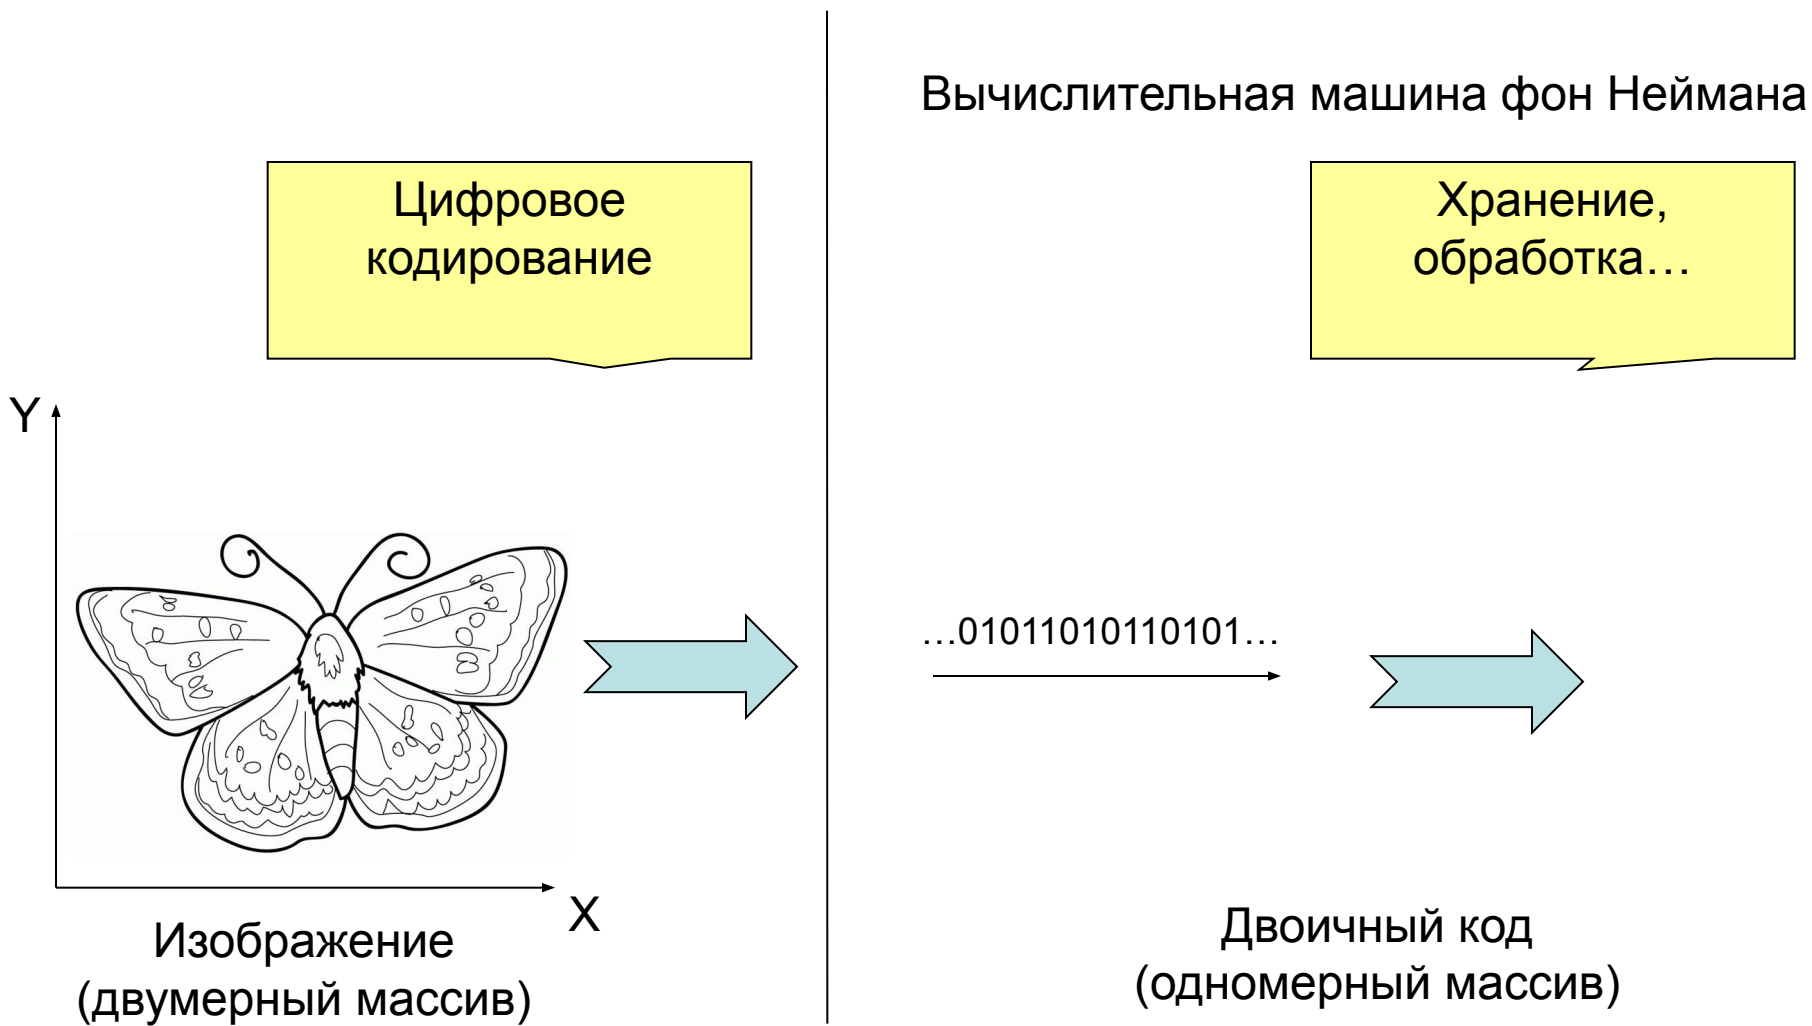 Вычислительная машина фон Неймана
Цифровое
кодирование
Хранение,
обработка…
Y
…01011010110101…
X
Изображение
(двумерный массив)
Двоичный код
(одномерный массив)